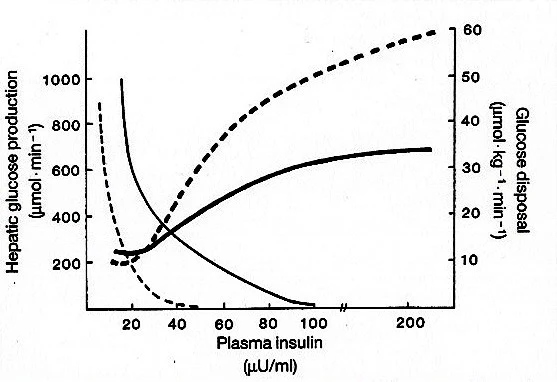 Hepatic glucose production
(μmol·min⁻¹)
1000
800
600
400
200
60
50
40
30
20
10
Glucose disposal
(μmol·kg⁻¹·min⁻¹)
20 40 60 80 100 200
Plasma insulin
(μU/ml)